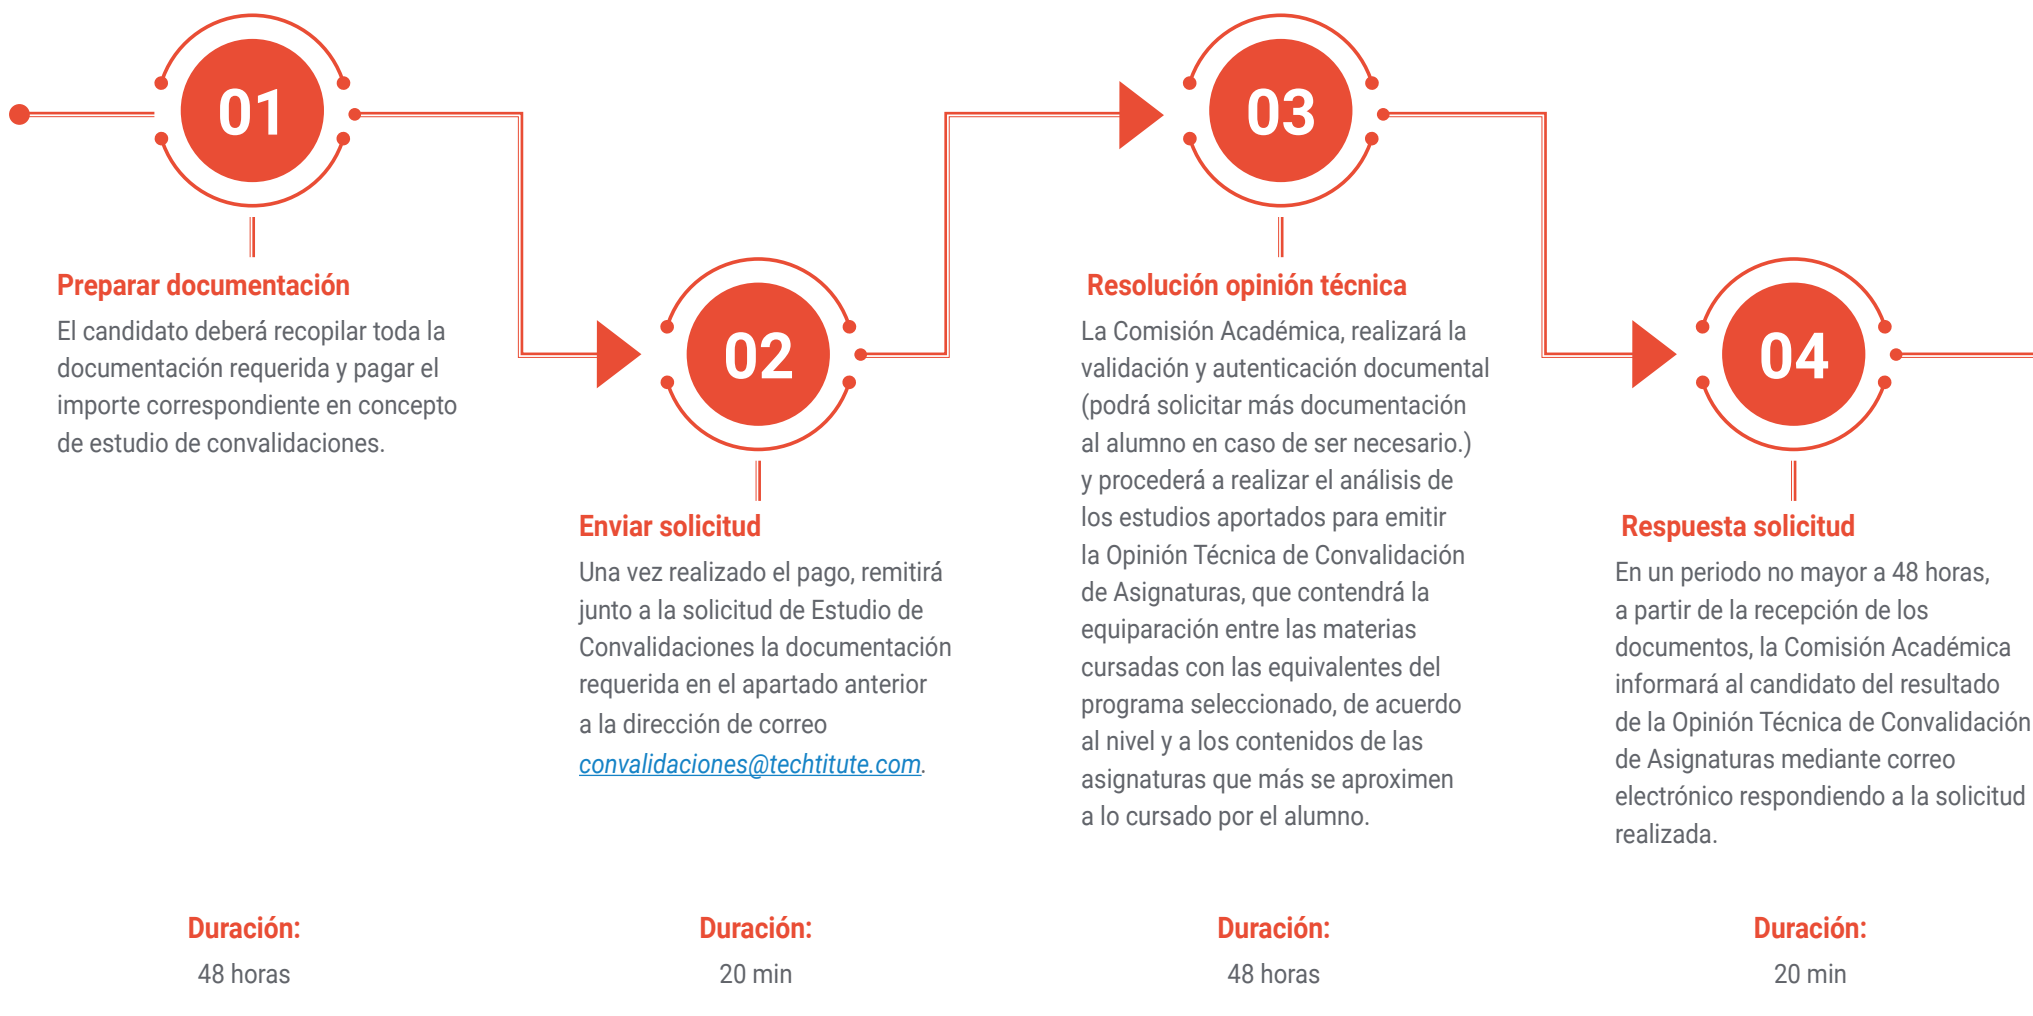 01
Preparar documentación
El candidato deberá recopilar toda la
documentación requerida y pagar el
importe correspondiente en concepto
de estudio de convalidaciones.
Duración:
48 horas
02
Enviar solicitud
Una vez realizado el pago, remitirá
junto a la solicitud de Estudio de
Convalidaciones la documentación
requerida en el apartado anterior
a la dirección de correo
convalidaciones@techtitute.com.
Duración:
20 min
03
Resolución opinión técnica
La Comisión Académica, realizará la
validación y autenticación documental
(podrá solicitar más documentación
al alumno en caso de ser necesario.)
y procederá a realizar el análisis de
los estudios aportados para emitir
la Opinión Técnica de Convalidación
de Asignaturas, que contendrá la
equiparación entre las materias
cursadas con las equivalentes del
programa seleccionado, de acuerdo
al nivel y a los contenidos de las
asignaturas que más se aproximen
a lo cursado por el alumno.
Duración:
48 horas
04
Respuesta solicitud
En un periodo no mayor a 48 horas,
a partir de la recepción de los
documentos, la Comisión Académica
informará al candidato del resultado
de la Opinión Técnica de Convalidación
de Asignaturas mediante correo
electrónico respondiendo a la solicitud
realizada.
Duración:
20 min